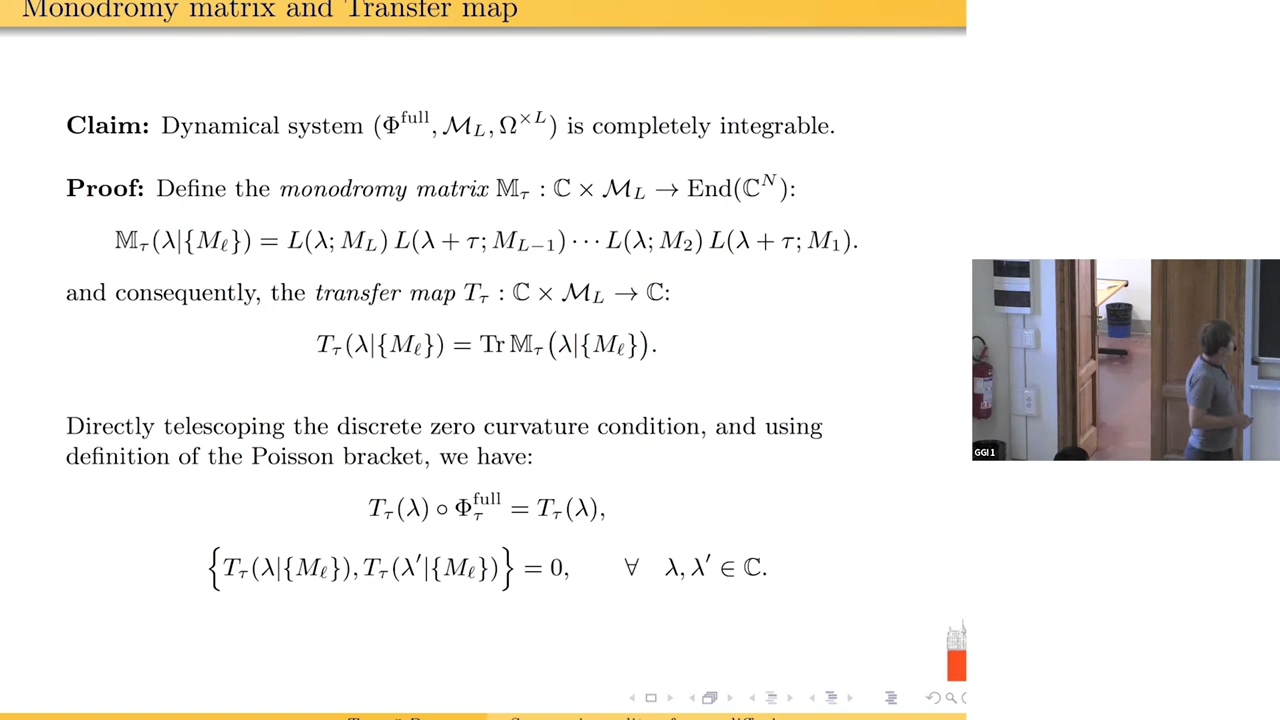 Monodromy matrix and Transfer map
Claim: Dynamical system (Φ^full, ℳ_L, Ω^×L) is completely integrable.
Proof: Define the monodromy matrix 𝕄_τ : ℂ × ℳ_L → End(ℂ^N):
𝕄_τ(λ|{M_ℓ}) = L(λ; M_L) L(λ + τ; M_{L−1}) ⋯ L(λ; M_2) L(λ + τ; M_1).
and consequently, the transfer map T_τ : ℂ × ℳ_L → ℂ:
T_τ(λ|{M_ℓ}) = Tr 𝕄_τ(λ|{M_ℓ}).
Directly telescoping the discrete zero curvature condition, and using
definition of the Poisson bracket, we have:
T_τ(λ) ∘ Φ_τ^full = T_τ(λ),
{T_τ(λ|{M_ℓ}), T_τ(λ′|{M_ℓ})} = 0, ∀ λ, λ′ ∈ ℂ.
GGI 1